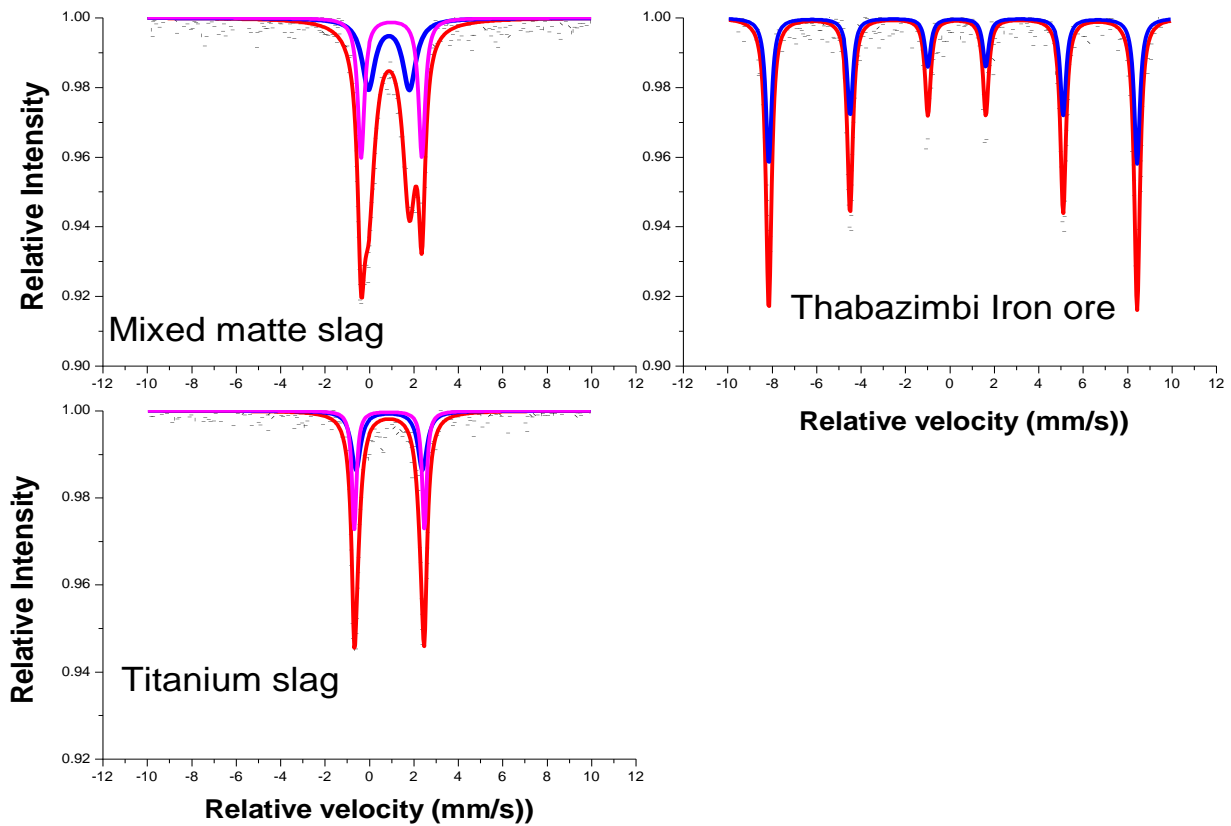 Relative Intensity
1.00
0.98
0.96
0.94
0.92
0.90
Mixed matte slag
-12 -10 -8 -6 -4 -2 0 2 4 6 8 10 12
1.00
0.98
0.96
0.94
0.92
0.90
Thabazimbi Iron ore
-12 -10 -8 -6 -4 -2 0 2 4 6 8 10 12
Relative velocity (mm/s))
Relative Intensity
1.00
0.98
0.96
0.94
0.92
Titanium slag
-12 -10 -8 -6 -4 -2 0 2 4 6 8 10 12
Relative velocity (mm/s))